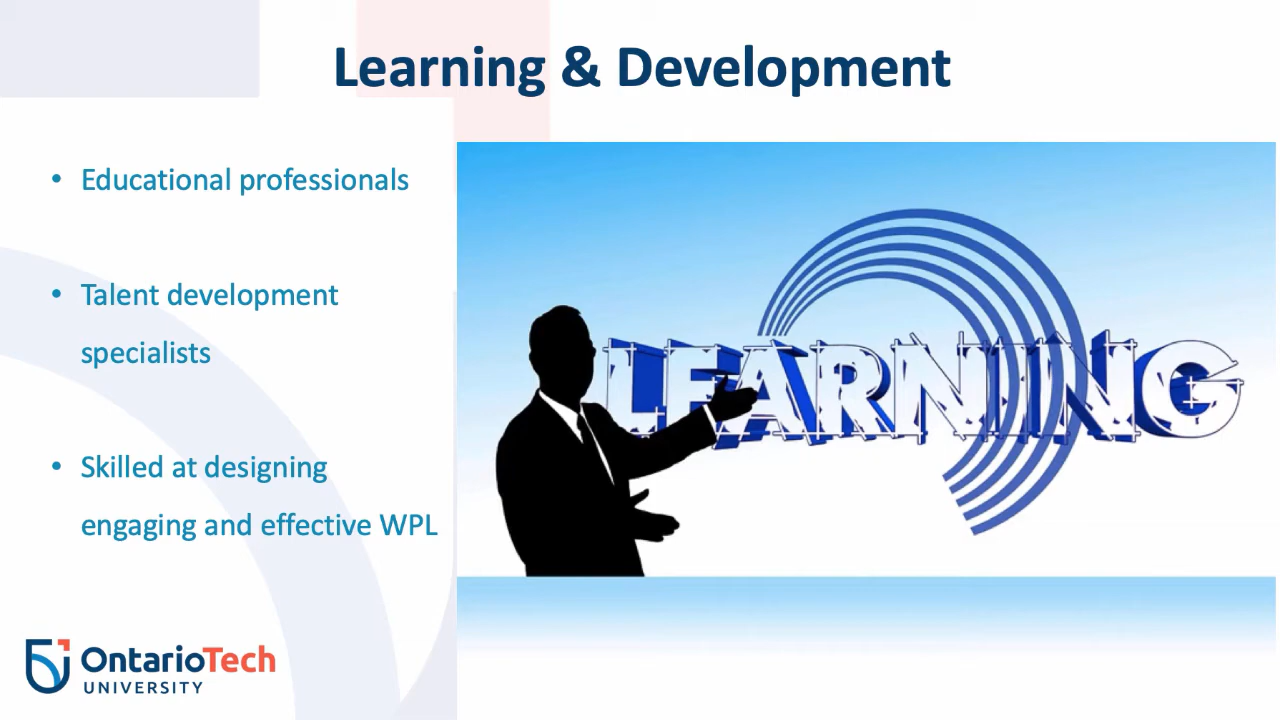 Learning & Development
• Educational professionals
• Talent development
specialists
• Skilled at designing
engaging and effective WPL
LEARNING
OntarioTech
UNIVERSITY